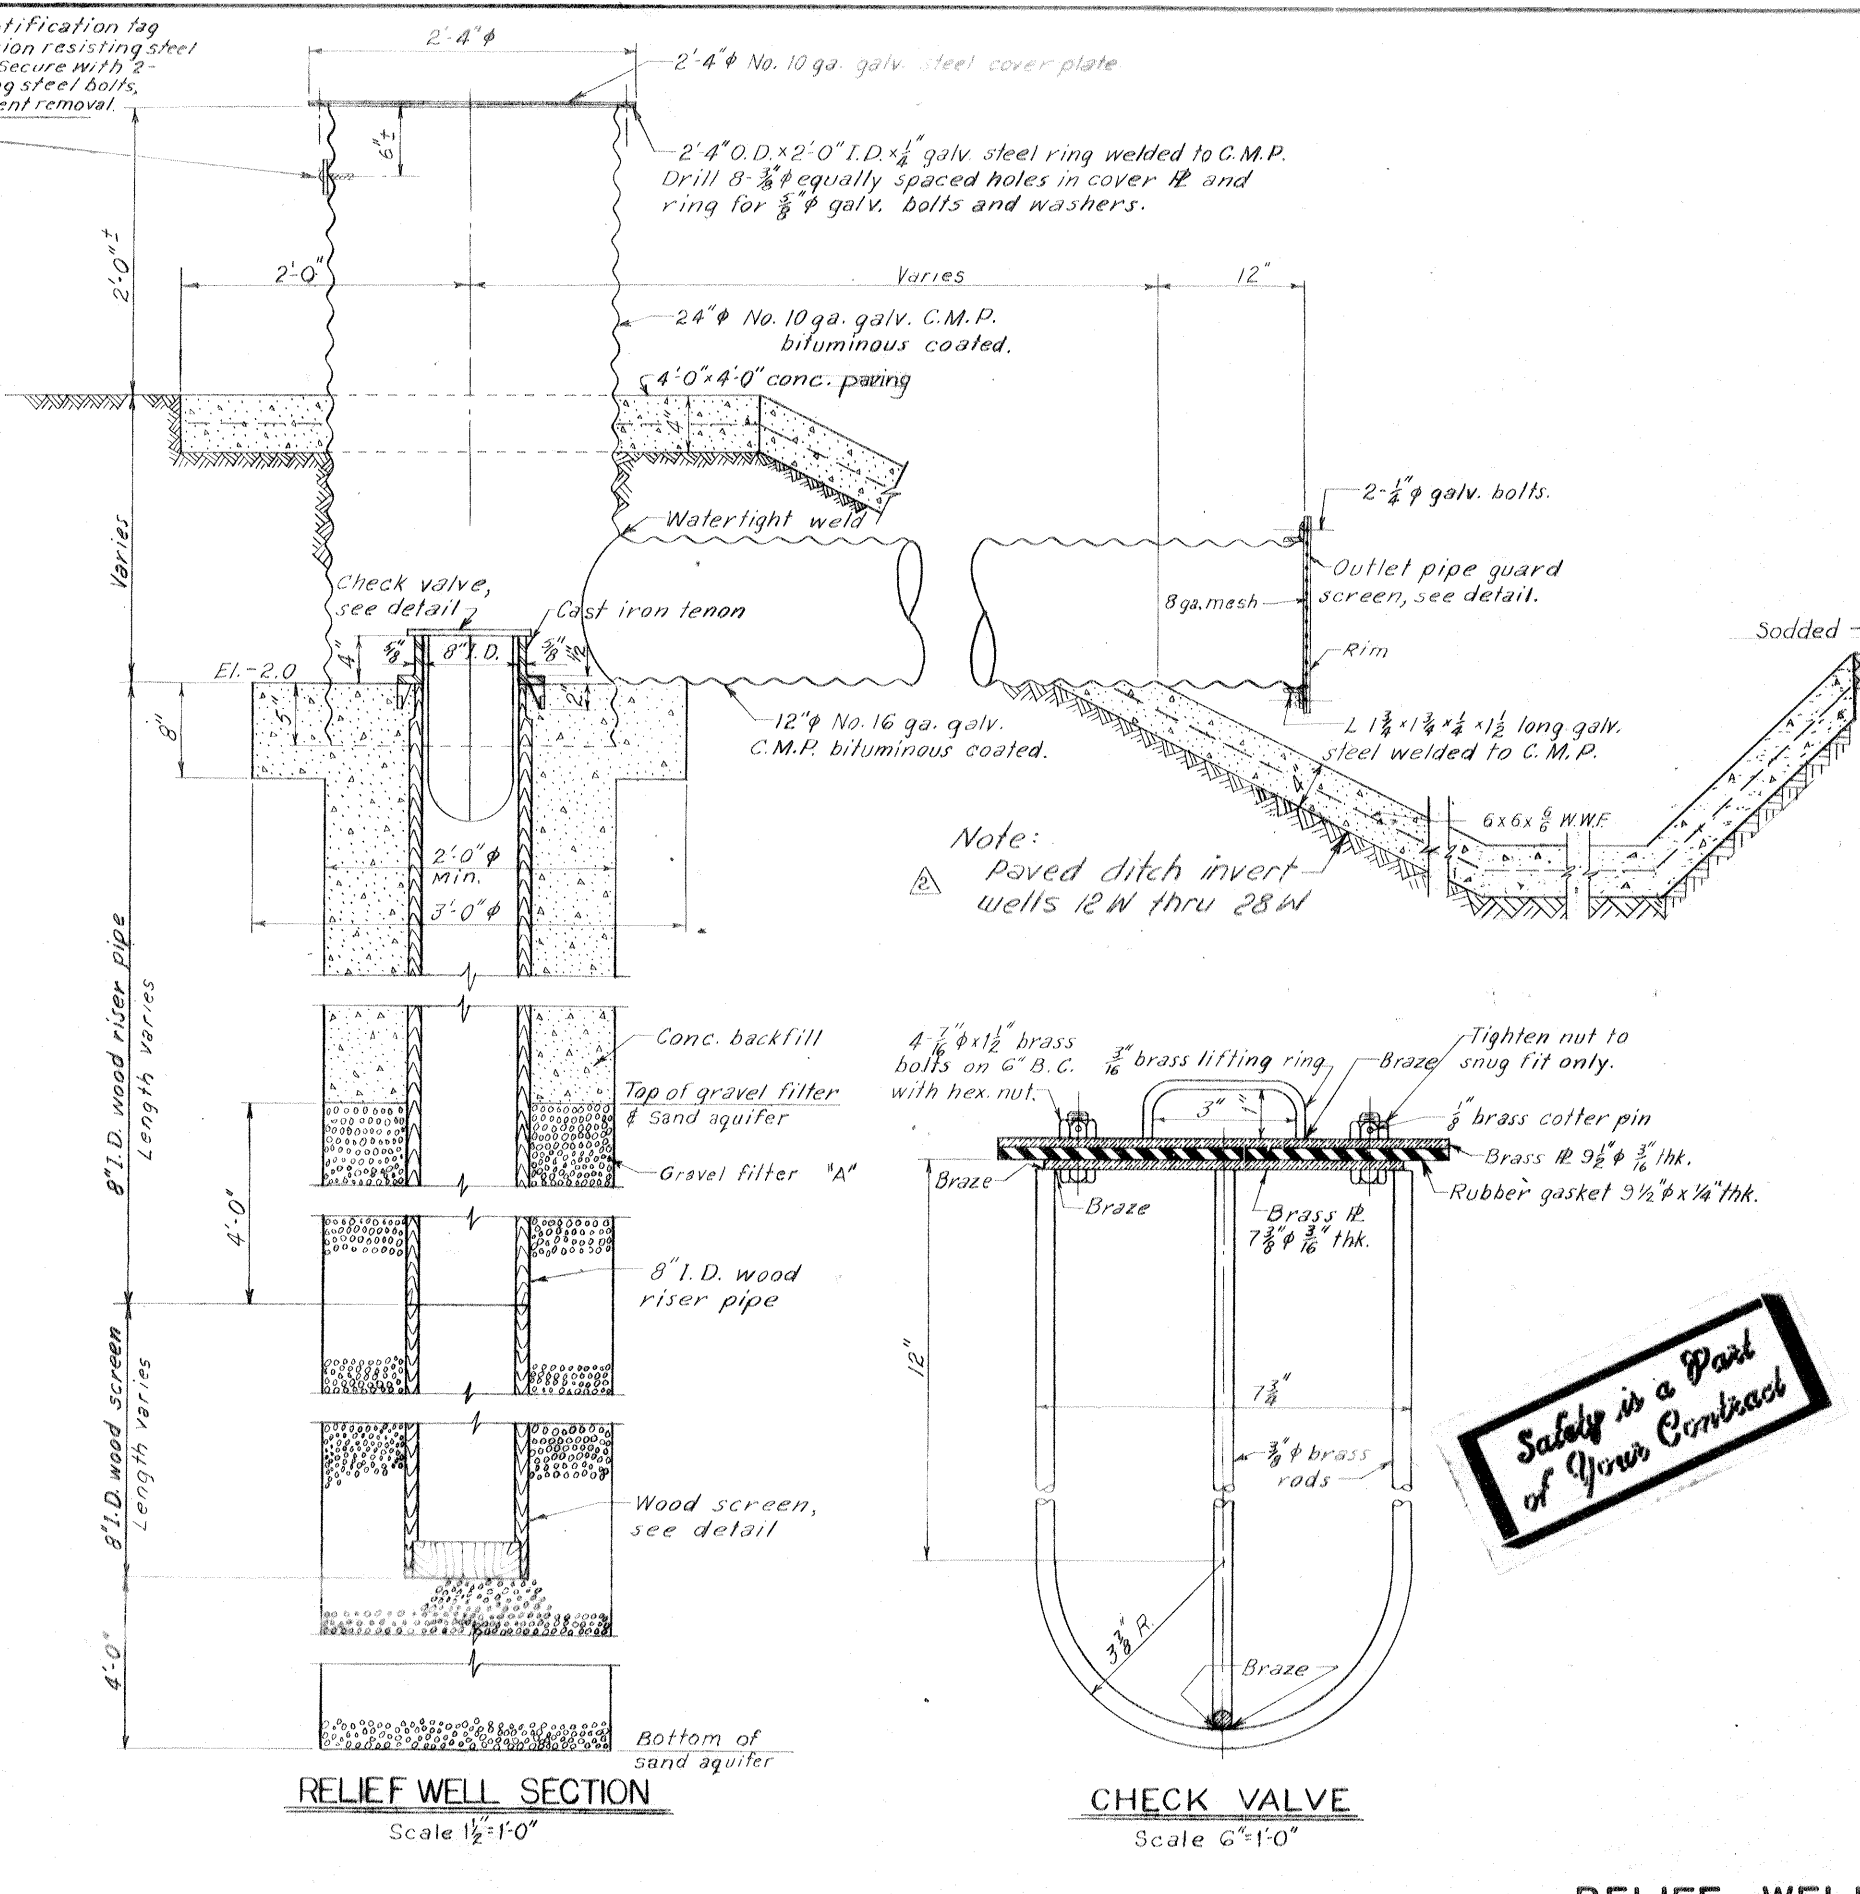 tification tag
ion resisting steel
Secure with 2-
g steel bolts,
ent removal.
2'-4"φ
2'-4"φ No. 10 ga. galv. steel cover plate
6"±
2'-4" O.D. × 2'-0" I.D. × 1/4" galv. steel ring welded to C.M.P.
Drill 8-3/8"φ equally spaced holes in cover PL and
ring for 5/8"φ galv. bolts and washers.
2'-0"±
2'-0"
Varies
12"
24"φ No. 10 ga. galv. C.M.P.
bituminous coated.
4'-0"×4'-0" conc. paving
4"
Varies
Watertight weld
2-1/4"φ galv. bolts.
Outlet pipe guard
screen, see detail.
8 ga. mesh
Rim
Sodded
Check valve,
see detail
Cast iron tenon
4"
5/8"
8" I.D.
5/8"
1/2"
El.-2.0
8"
5"
2"
12"φ No. 16 ga. galv.
C.M.P. bituminous coated.
L 1 3/4 × 1 3/4 × 1/4 × 1 1/2 long galv.
steel welded to C.M.P.
4"
6x6x 6/6 W.W.F.
Note:
2
Paved ditch invert
wells 12W thru 28W
2'-0"φ
Min.
3'-0"φ
8" I.D. wood riser pipe
Length varies
Conc. backfill
Top of gravel filter
& Sand aquifer
Gravel filter "A"
4'-0"
8" I.D. wood
riser pipe
8" I.D. wood screen
Length varies
Wood screen,
see detail
4'-0"
Bottom of
sand aquifer
RELIEF WELL SECTION
Scale 1 1/2"=1'-0"
4-7/16"φ x 1 1/2" brass
bolts on 6" B.C.
with hex. nut.
3/16" brass lifting ring
Braze
Tighten nut to
snug fit only.
3"
1"
1/8" brass cotter pin
Brass PL 9 1/2"φ 3/16" thk.
Rubber gasket 9 1/2"φ x 1/4" thk.
Braze
Braze
Brass PL
7 3/8"φ 3/16" thk.
12"
7 3/4"
3/8"φ brass
rods
3 7/8" R.
Braze
CHECK VALVE
Scale 6"=1'-0"
Safety is a Part
of Your Contract
RELIEF WELL